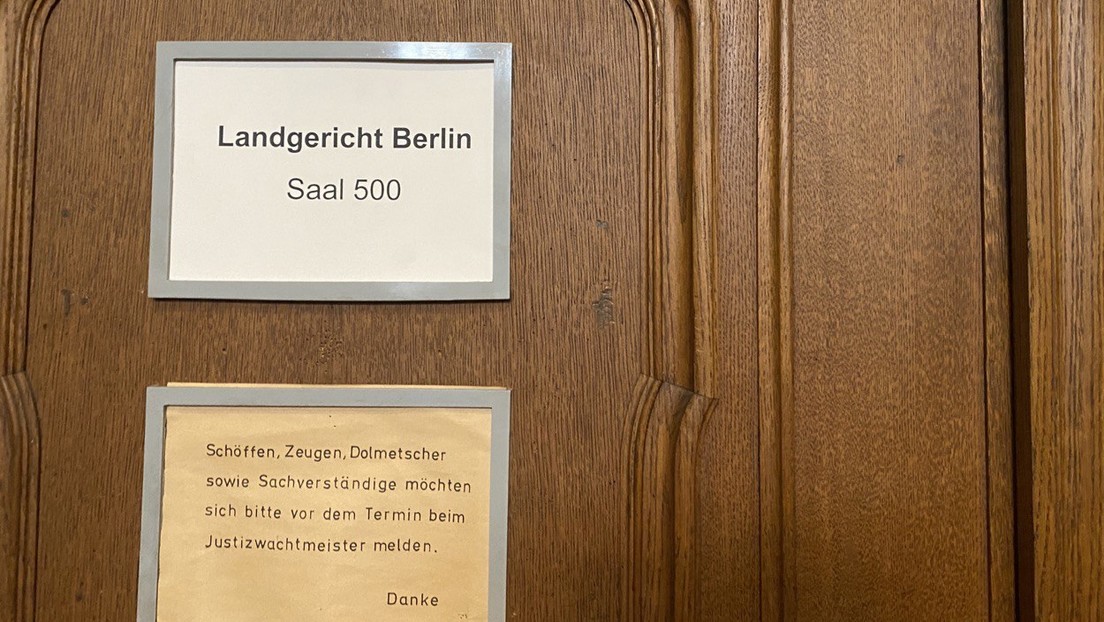 Landgericht Berlin
Saal 500
Schöffen, Zeugen, Dolmetscher
sowie Sachverständige möchten
sich bitte vor dem Termin beim
Justizwachtmeister melden.
Danke